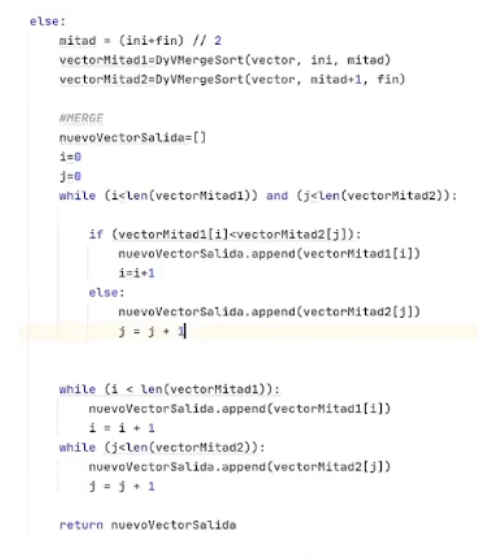 else:
mitad = (ini+fin) // 2
vectorMitad1=DyVMergeSort(vector, ini, mitad)
vectorMitad2=DyVMergeSort(vector, mitad+1, fin)
#MERGE
nuevoVectorSalida=[]
i=0
j=0
while (i<len(vectorMitad1)) and (j<len(vectorMitad2)):
if (vectorMitad1[i]<vectorMitad2[j]):
nuevoVectorSalida.append(vectorMitad1[i])
i=i+1
else:
nuevoVectorSalida.append(vectorMitad2[j])
j = j + 1
while (i < len(vectorMitad1)):
nuevoVectorSalida.append(vectorMitad1[i])
i = i + 1
while (j<len(vectorMitad2)):
nuevoVectorSalida.append(vectorMitad2[j])
j = j + 1
return nuevoVectorSalida